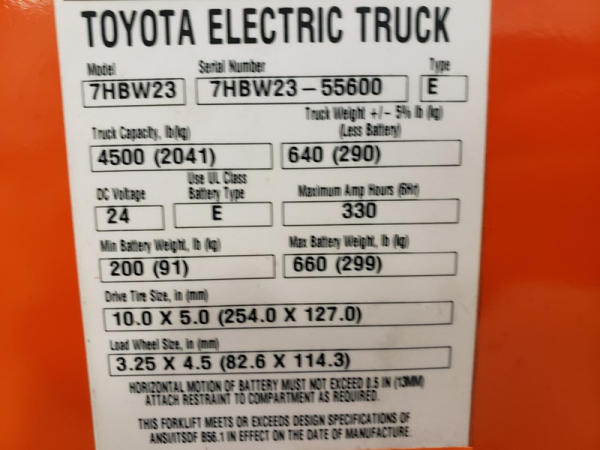 TOYOTA ELECTRIC TRUCK
Model Serial Number Type
7HBW23 7HBW23-55600 E
Truck Capacity, lb(kg) Truck Weight +/- 5% lb (kg)
(Less Battery)
4500 (2041) 640 (290)
DC Voltage Use UL Class
Battery Type Maximum Amp Hours (6Hr)
24 E 330
Min Battery Weight, lb (kg) Max Battery Weight, lb (kg)
200 (91) 660 (299)
Drive Tire Size, in (mm)
10.0 X 5.0 (254.0 X 127.0)
Load Wheel Size, in (mm)
3.25 X 4.5 (82.6 X 114.3)
HORIZONTAL MOTION OF BATTERY MUST NOT EXCEED 0.5 IN (13MM)
ATTACH RESTRAINT TO COMPARTMENT AS REQUIRED.
THIS FORKLIFT MEETS OR EXCEEDS DESIGN SPECIFICATIONS OF
ANSI/ITSDF B56.1 IN EFFECT ON THE DATE OF MANUFACTURE.